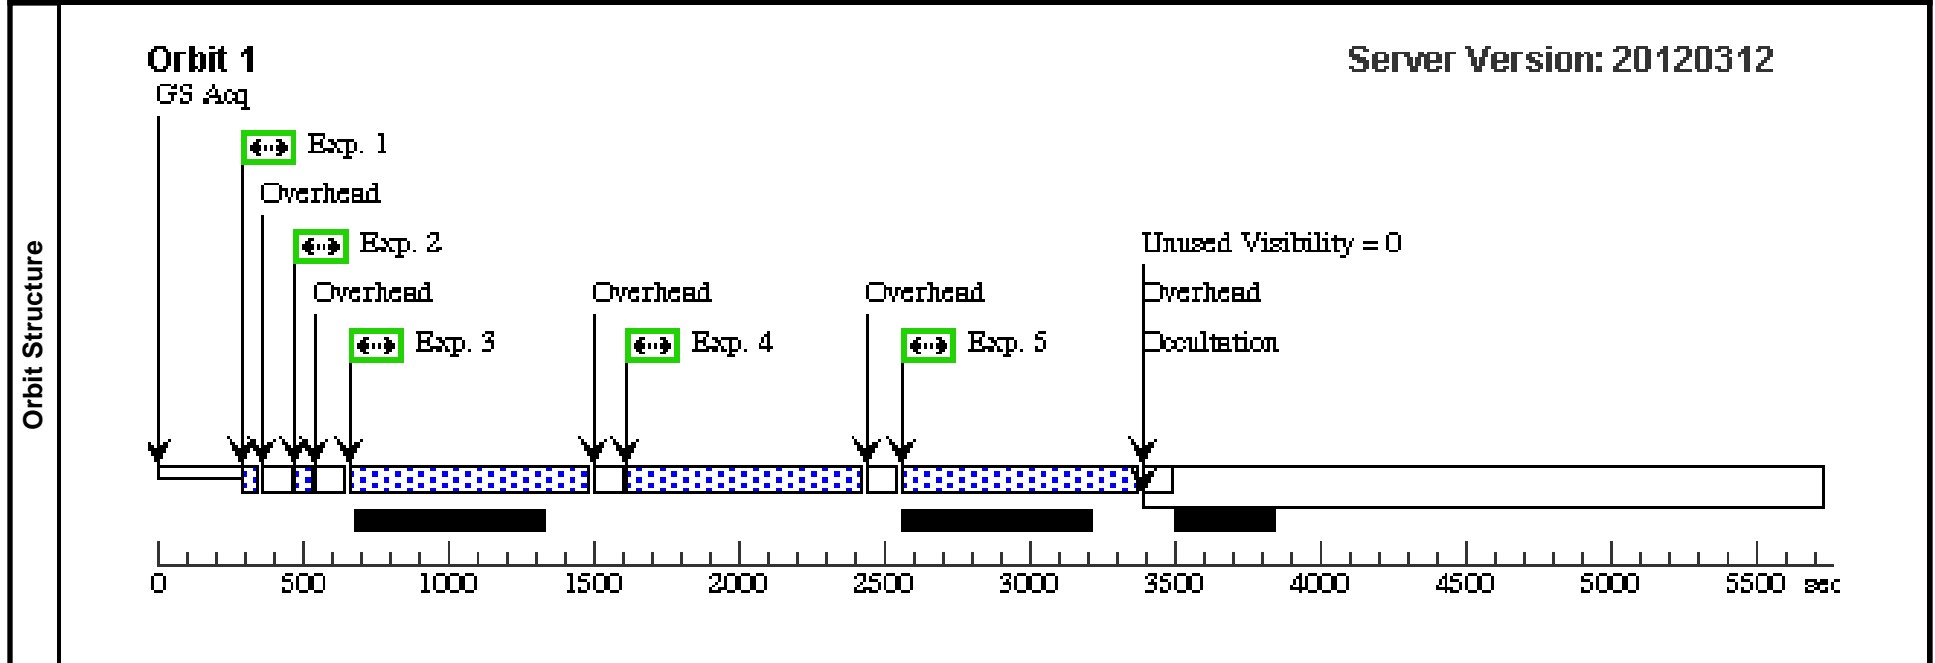 Orbit Structure
Orbit 1
Server Version: 20120312
GS Acq
Exp. 1
Overhead
Exp. 2
Unused Visibility = 0
Overhead
Overhead
Overhead
Overhead
Exp. 3
Exp. 4
Exp. 5
Occultation
0 500 1000 1500 2000 2500 3000 3500 4000 4500 5000 5500 sec